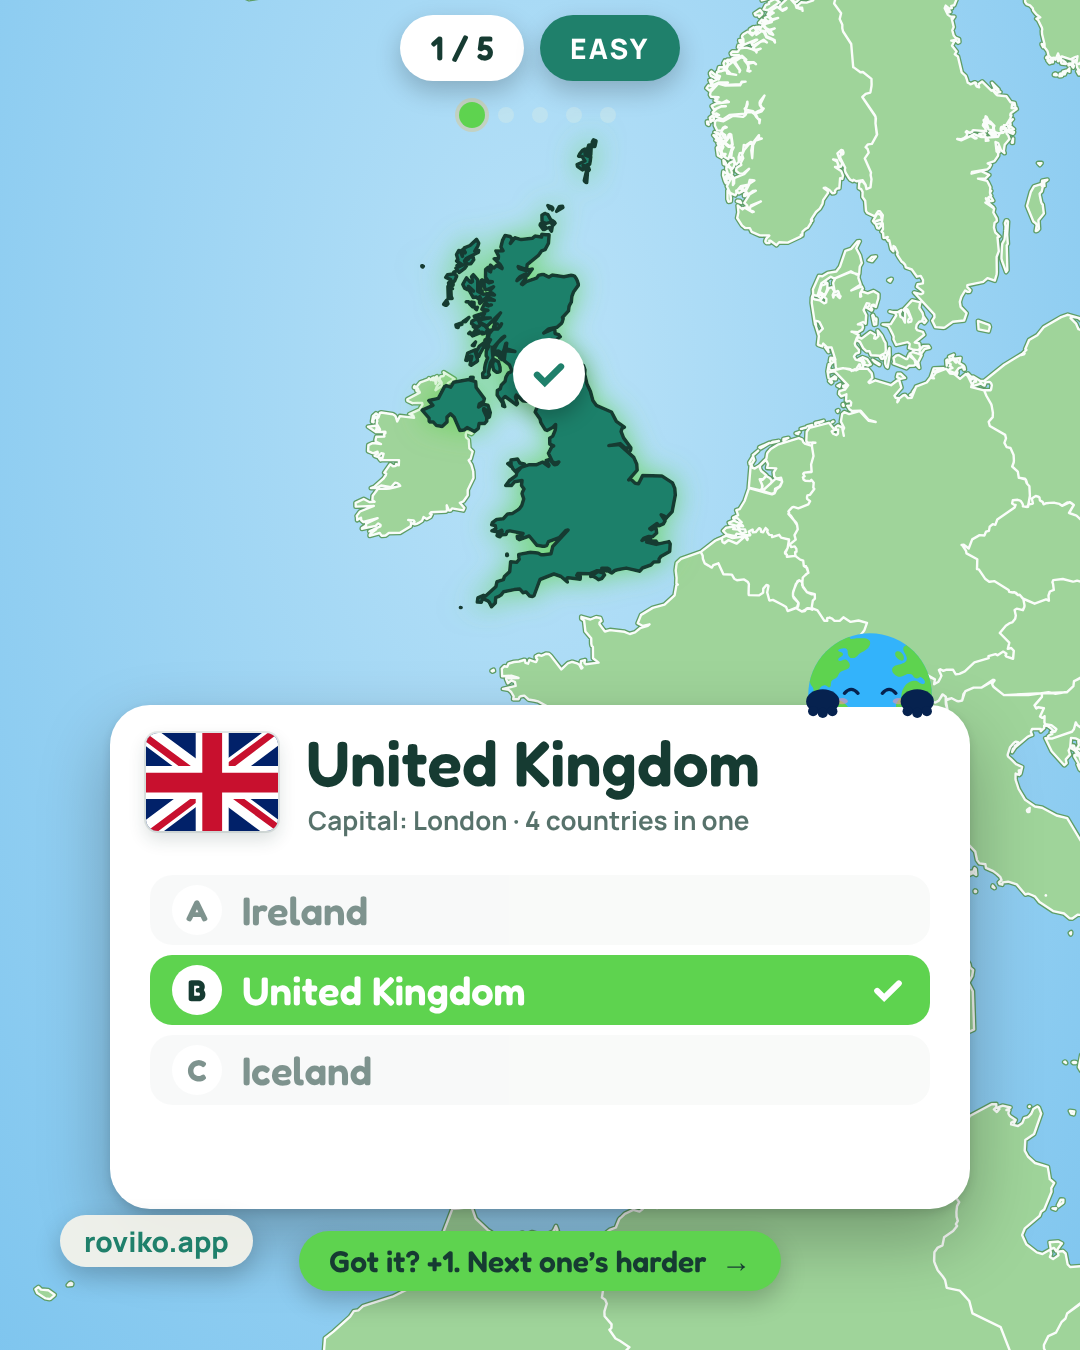 1 / 5
EASY
United Kingdom
Capital: London · 4 countries in one
A Ireland
B United Kingdom
C Iceland
roviko.app
Got it? +1. Next one’s harder →